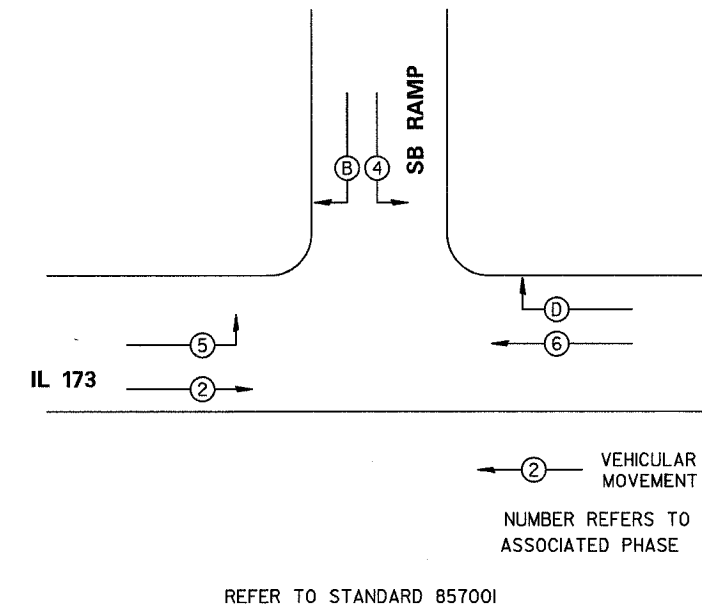 SB RAMP
B
4
D
5
6
IL 173
2
2
VEHICULAR
MOVEMENT
NUMBER REFERS TO
ASSOCIATED PHASE
REFER TO STANDARD 857001